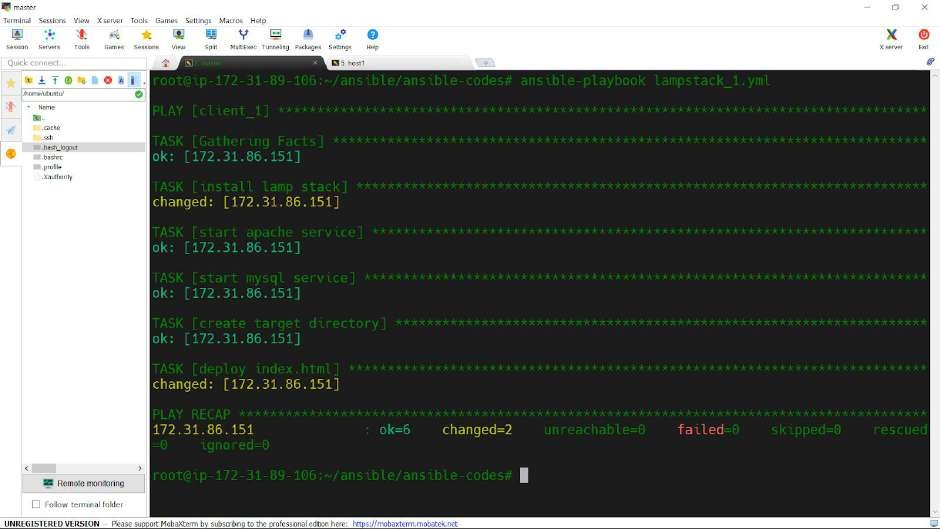 master
Terminal Sessions View X server Tools Games Settings Macros Help
Session Servers Tools Games Sessions View Split MultiExec Tunneling Packages Settings Help X server Exit
Quick connect...
master
5. host1
/home/ubuntu/
Name
..
.cache
.ssh
.bash_logout
.bashrc
.profile
.Xauthority
Remote monitoring
Follow terminal folder
root@ip-172-31-89-106:~/ansible/ansible-codes# ansible-playbook lampstack_1.yml
PLAY [client_1] ***********************************************************************************
TASK [Gathering Facts] ****************************************************************************
ok: [172.31.86.151]
TASK [install lamp stack] *************************************************************************
changed: [172.31.86.151]
TASK [start apache service] ***********************************************************************
ok: [172.31.86.151]
TASK [start mysql service] ************************************************************************
ok: [172.31.86.151]
TASK [create target directory] ********************************************************************
ok: [172.31.86.151]
TASK [deploy index.html] **************************************************************************
changed: [172.31.86.151]
PLAY RECAP ****************************************************************************************
172.31.86.151 : ok=6 changed=2 unreachable=0 failed=0 skipped=0 rescued
=0 ignored=0
root@ip-172-31-89-106:~/ansible/ansible-codes#
UNREGISTERED VERSION - Please support MobaXterm by subscribing to the professional edition here: https://mobaxterm.mobatek.net